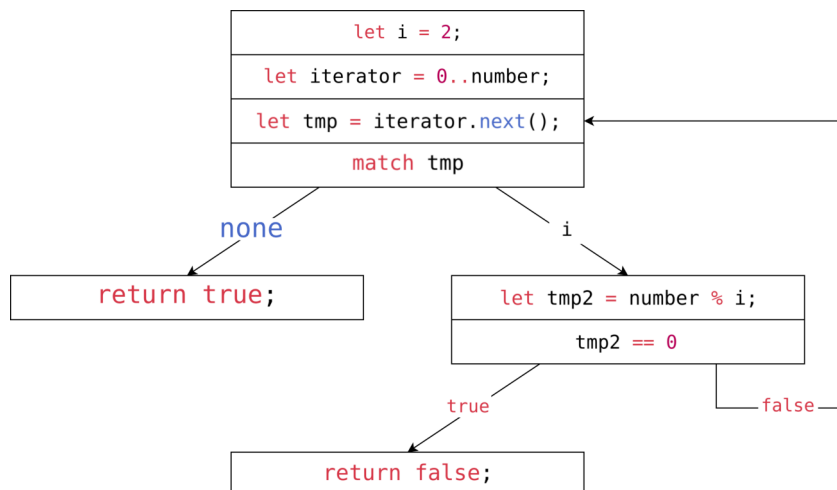 let i = 2;
let iterator = 0..number;
let tmp = iterator.next();
match tmp
none
i
return true;
let tmp2 = number % i;
tmp2 == 0
true
false
return false;